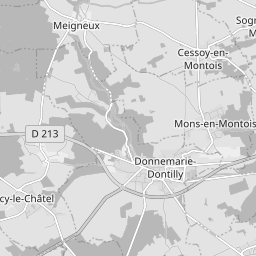 Meigneux
Sogn
Cessoy-en-
Montois
Mons-en-Montois
D 213
Donnemarie-
Dontilly
cy-le-Châtel